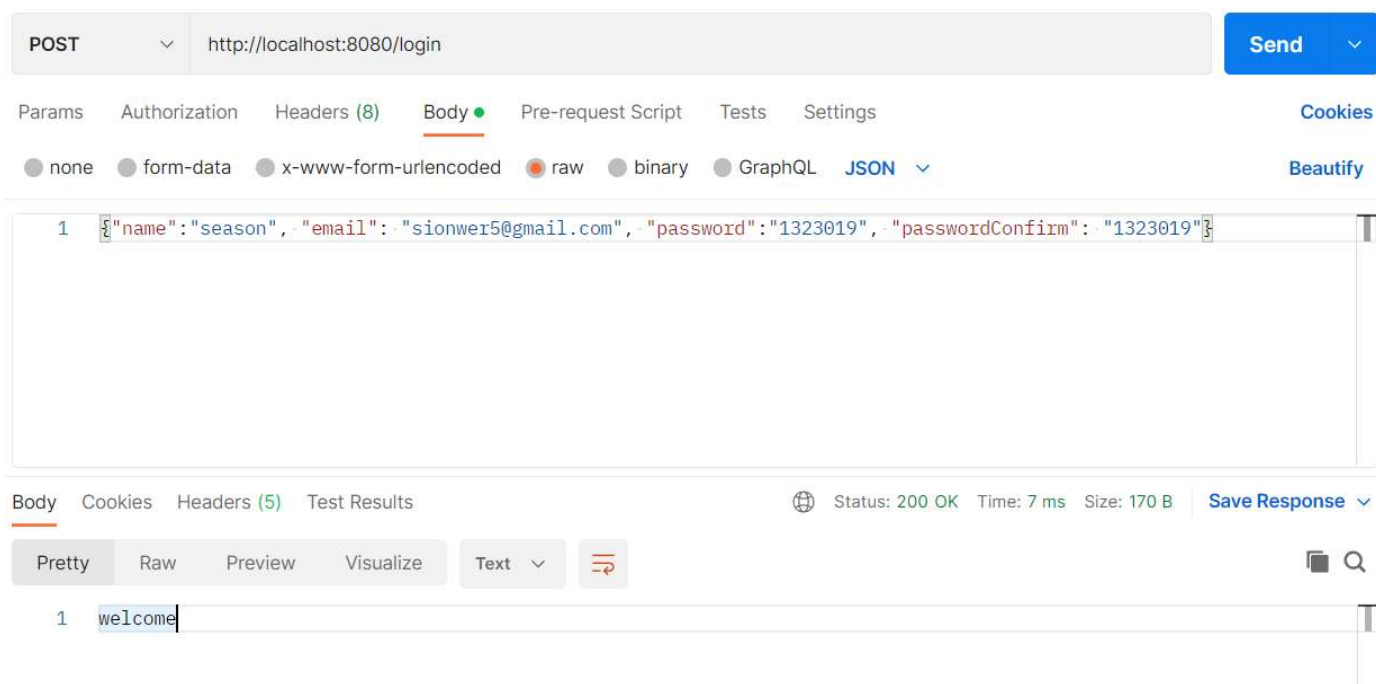 POST http://localhost:8080/login Send
Params Authorization Headers (8) Body Pre-request Script Tests Settings Cookies
none form-data x-www-form-urlencoded raw binary GraphQL JSON Beautify
1 {"name":"season", "email": "sionwer5@gmail.com", "password":"1323019", "passwordConfirm": "1323019"}
Body Cookies Headers (5) Test Results Status: 200 OK Time: 7 ms Size: 170 B Save Response
Pretty Raw Preview Visualize Text
1 welcome